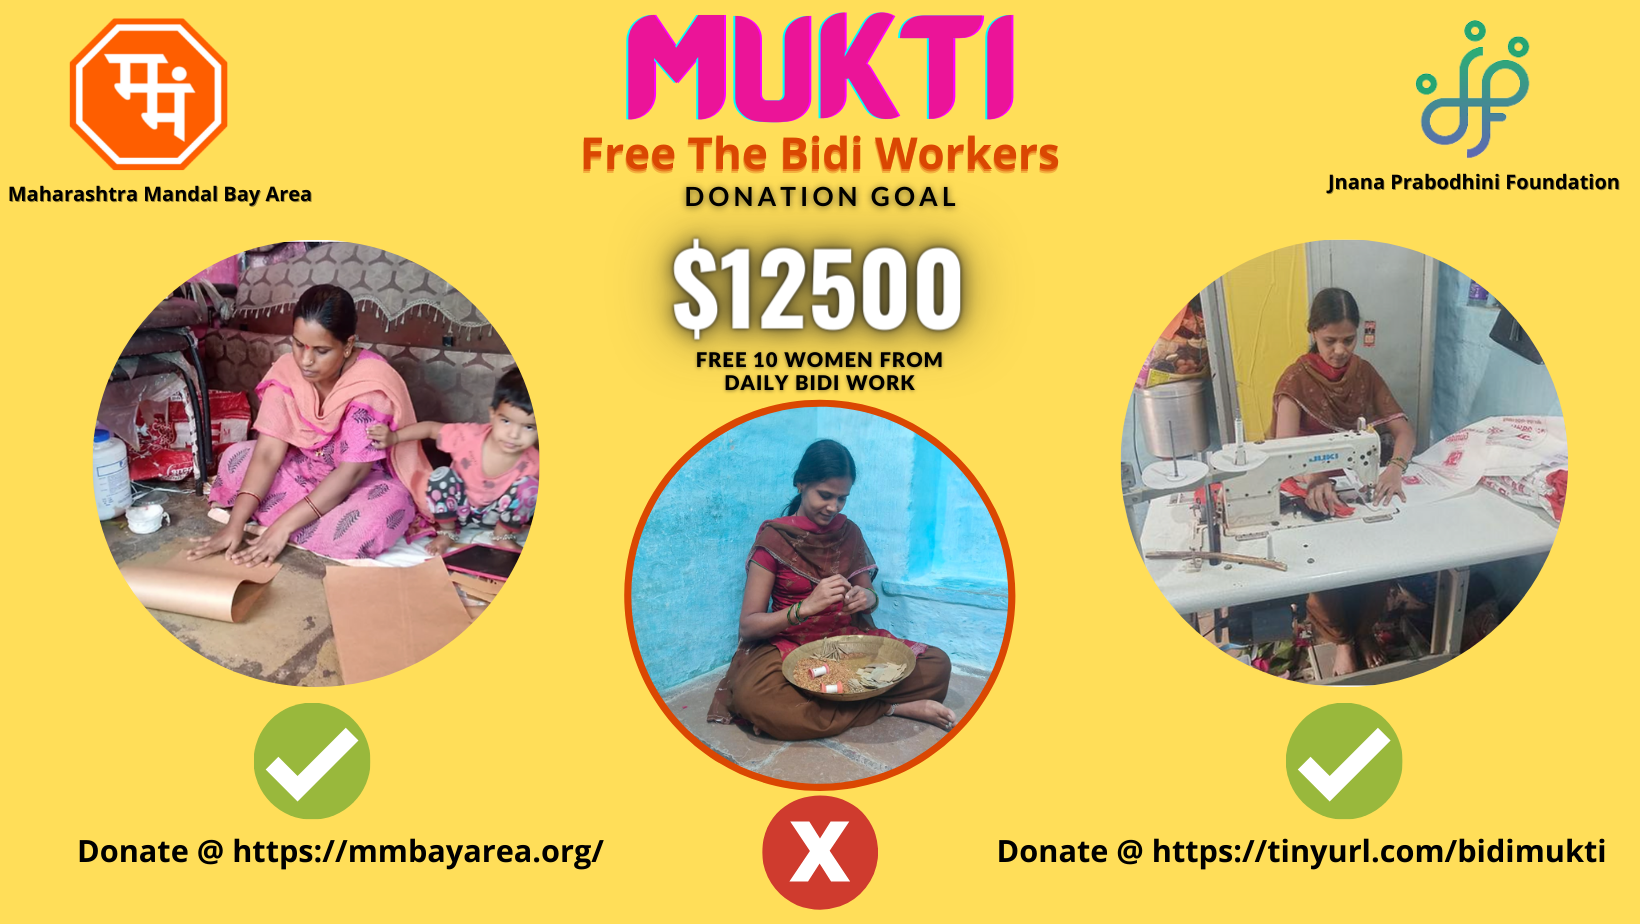 MUKTI
Free The Bidi Workers
DONATION GOAL
$12500
FREE 10 WOMEN FROM
DAILY BIDI WORK
म मं
Maharashtra Mandal Bay Area
Jnana Prabodhini Foundation
JUKI
Donate @ https://mmbayarea.org/
X
Donate @ https://tinyurl.com/bidimukti